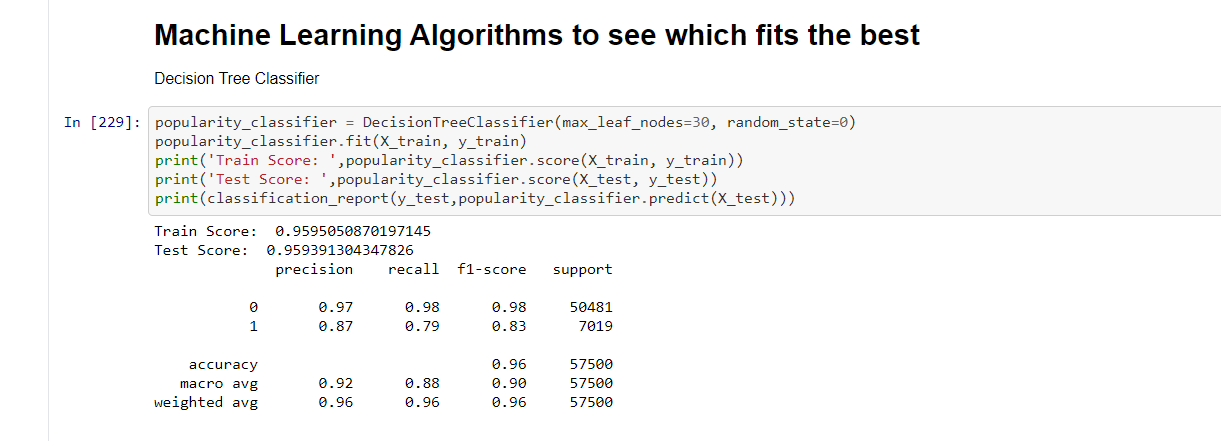 Machine Learning Algorithms to see which fits the best
Decision Tree Classifier
In [229]: popularity_classifier = DecisionTreeClassifier(max_leaf_nodes=30, random_state=0)
popularity_classifier.fit(X_train, y_train)
print('Train Score: ',popularity_classifier.score(X_train, y_train))
print('Test Score: ',popularity_classifier.score(X_test, y_test))
print(classification_report(y_test,popularity_classifier.predict(X_test)))
Train Score:  0.9595050870197145
Test Score:  0.959391304347826
precision    recall  f1-score   support
0       0.97      0.98      0.98     50481
1       0.87      0.79      0.83      7019
accuracy                           0.96     57500
macro avg       0.92      0.88      0.90     57500
weighted avg       0.96      0.96      0.96     57500